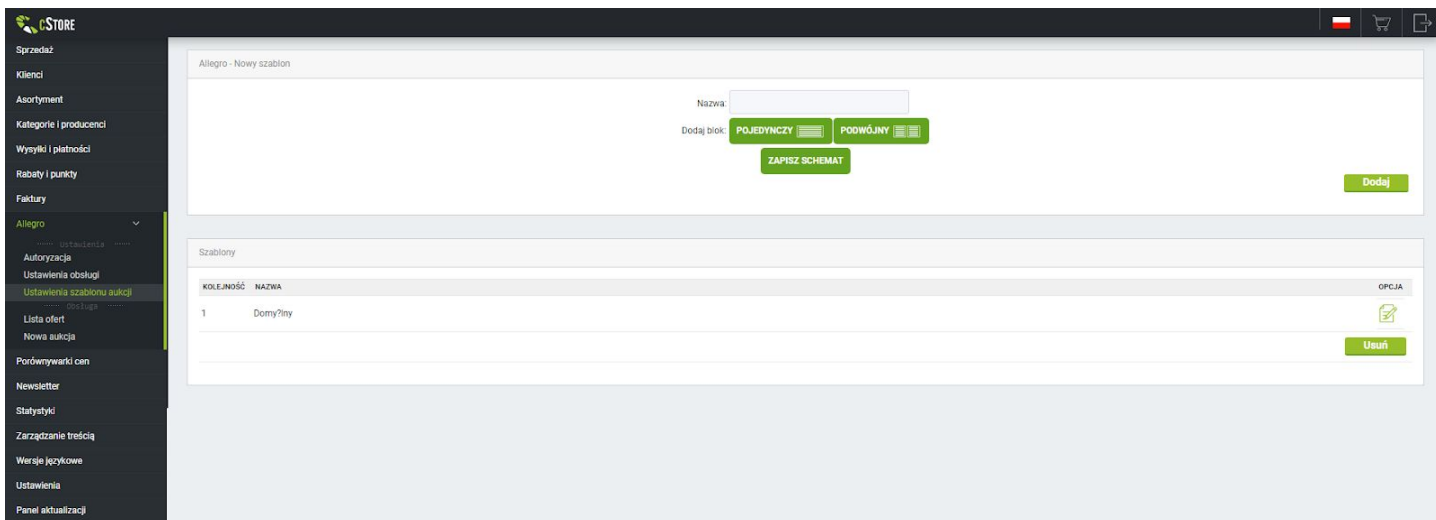 cSTORE
Sprzedaż
Klienci
Asortyment
Kategorie i producenci
Wysyłki i płatności
Rabaty i punkty
Faktury
Allegro
Ustawienia
Autoryzacja
Ustawienia obsługi
Ustawienia szablonu aukcji
Obsługa
Lista ofert
Nowa aukcja
Porównywarki cen
Newsletter
Statystyki
Zarządzanie treścią
Wersje językowe
Ustawienia
Panel aktualizacji
Allegro - Nowy szablon
Nazwa:
Dodaj blok: POJEDYNCZY PODWÓJNY
ZAPISZ SCHEMAT
Dodaj
Szablony
KOLEJNOŚĆ NAZWA OPCJA
1 Domy?lny
Usuń